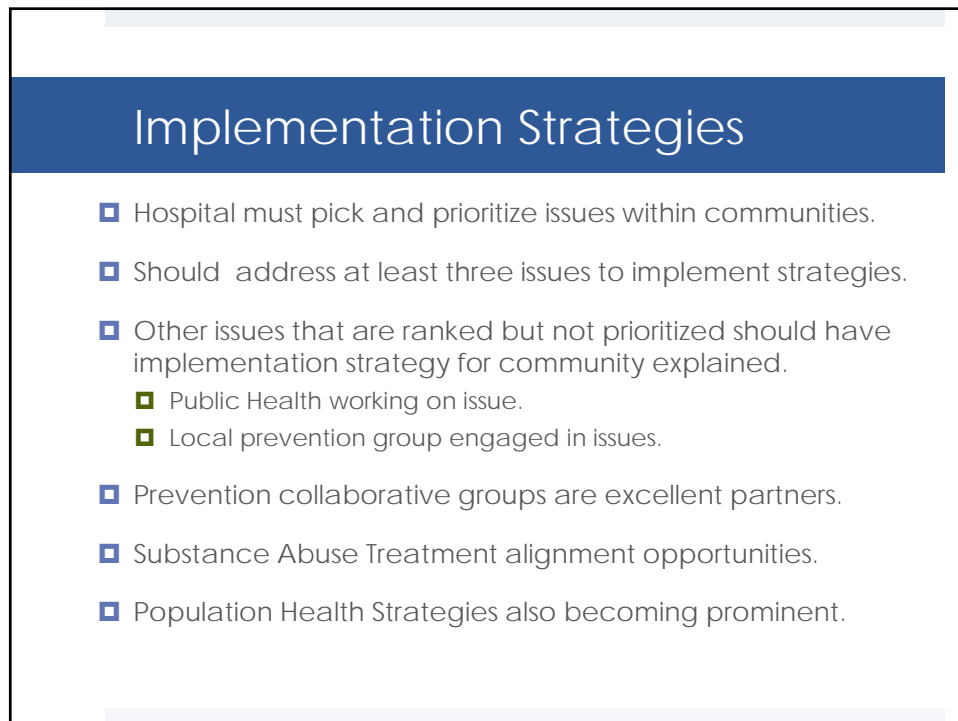 Implementation Strategies
Hospital must pick and prioritize issues within communities.
Should  address at least three issues to implement strategies.
Other issues that are ranked but not prioritized should have
implementation strategy for community explained.
Public Health working on issue.
Local prevention group engaged in issues.
Prevention collaborative groups are excellent partners.
Substance Abuse Treatment alignment opportunities.
Population Health Strategies also becoming prominent.